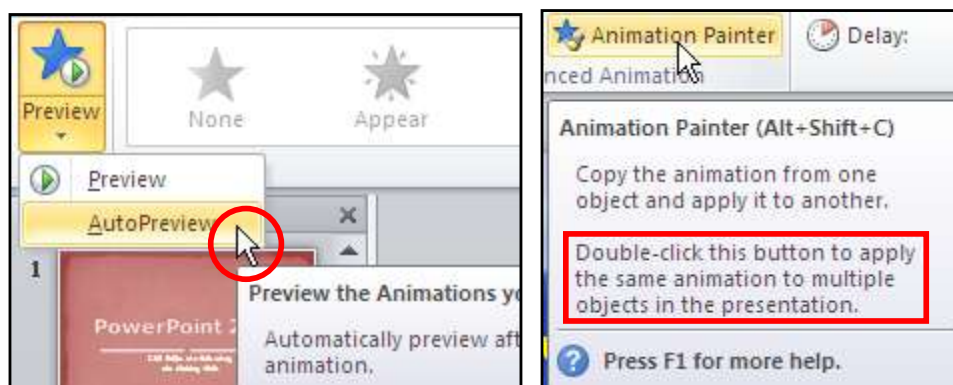 Preview
None
Appear
Preview
AutoPreview
1
PowerPoint 2
Preview the Animations yo
Automatically preview aft
animation.
Animation Painter
Delay:
nced Animation
Animation Painter (Alt+Shift+C)
Copy the animation from one
object and apply it to another.
Double-click this button to apply
the same animation to multiple
objects in the presentation.
Press F1 for more help.